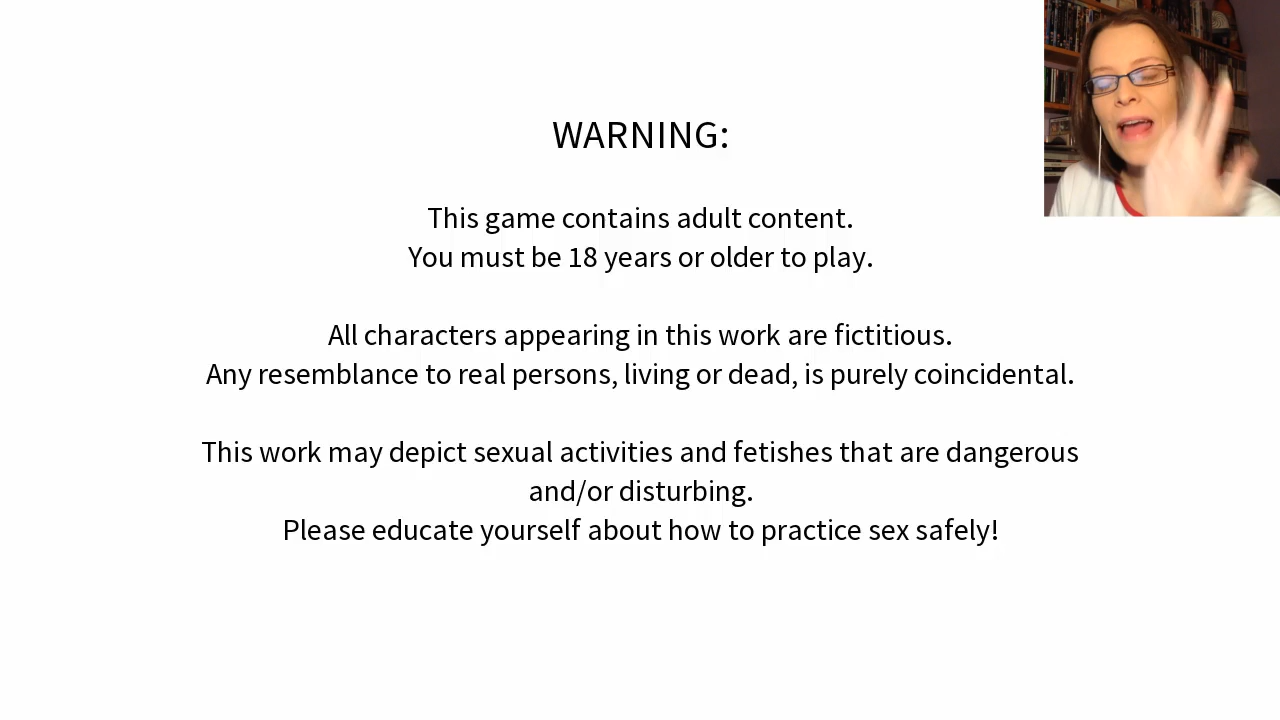 WARNING:
This game contains adult content.
You must be 18 years or older to play.
All characters appearing in this work are fictitious.
Any resemblance to real persons, living or dead, is purely coincidental.
This work may depict sexual activities and fetishes that are dangerous
and/or disturbing.
Please educate yourself about how to practice sex safely!